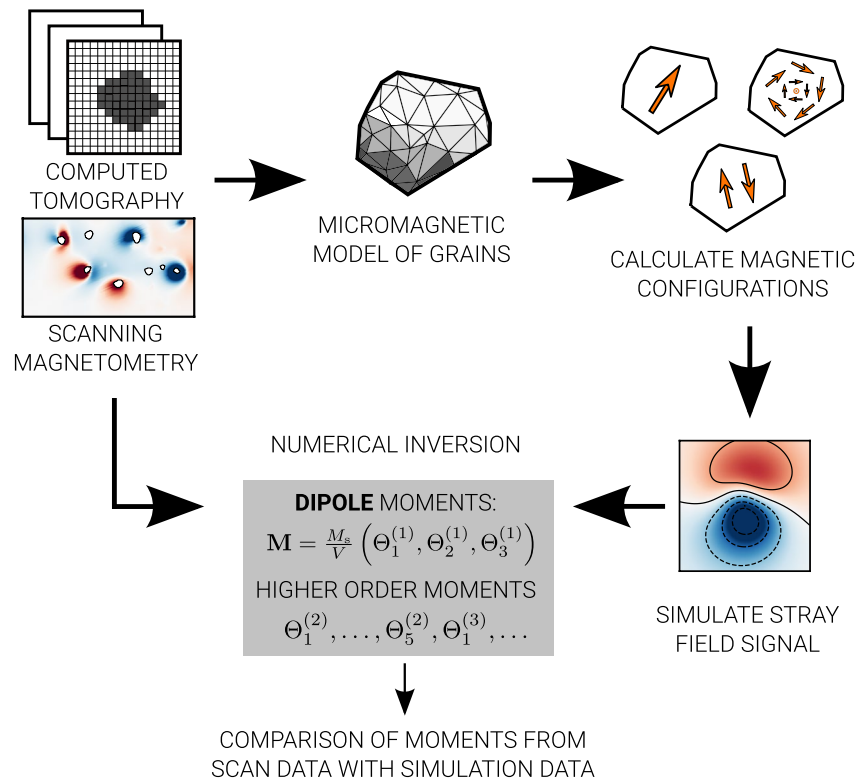 COMPUTED
TOMOGRAPHY
SCANNING
MAGNETOMETRY
MICROMAGNETIC
MODEL OF GRAINS
CALCULATE MAGNETIC
CONFIGURATIONS
SIMULATE STRAY
FIELD SIGNAL
NUMERICAL INVERSION
DIPOLE MOMENTS:
M = M_s/V (Θ_1^(1), Θ_2^(1), Θ_3^(1))
HIGHER ORDER MOMENTS
Θ_1^(2), . . . , Θ_5^(2), Θ_1^(3), . . .
COMPARISON OF MOMENTS FROM
SCAN DATA WITH SIMULATION DATA